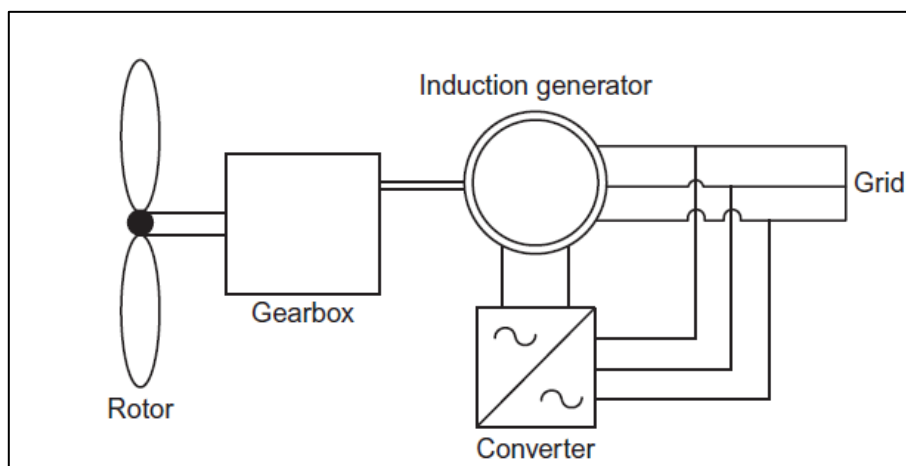 Induction generator
Grid
Gearbox
Rotor
Converter